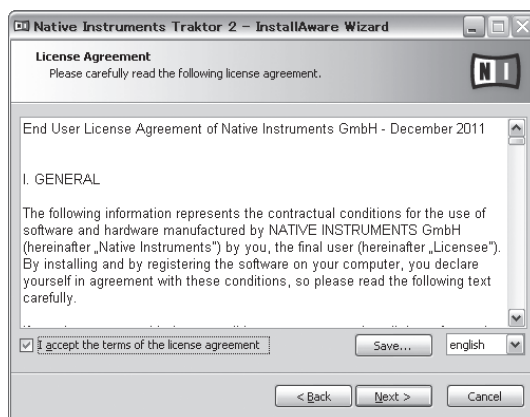 Native Instruments Traktor 2 - InstallAware Wizard
License Agreement
Please carefully read the following license agreement.
N I
End User License Agreement of Native Instruments GmbH - December 2011
I. GENERAL
The following information represents the contractual conditions for the use of
software and hardware manufactured by NATIVE INSTRUMENTS GmbH
(hereinafter „Native Instruments") by you, the final user (hereinafter „Licensee").
By installing and by registering the software on your computer, you declare
yourself in agreement with these conditions, so please read the following text
carefully.
I accept the terms of the license agreement
Save...
english
< Back
Next >
Cancel